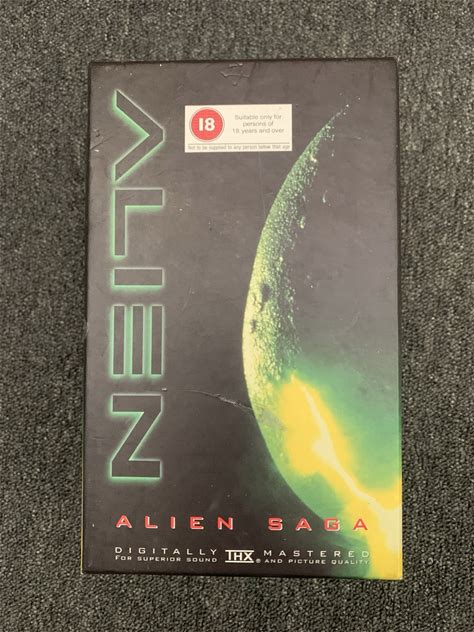 18
Suitable only for
persons of
18 years and over
Not to be supplied to any person below that age
ALIEN
ALIEN SAGA
DIGITALLY THX MASTERED
FOR SUPERIOR SOUND ® AND PICTURE QUALITY